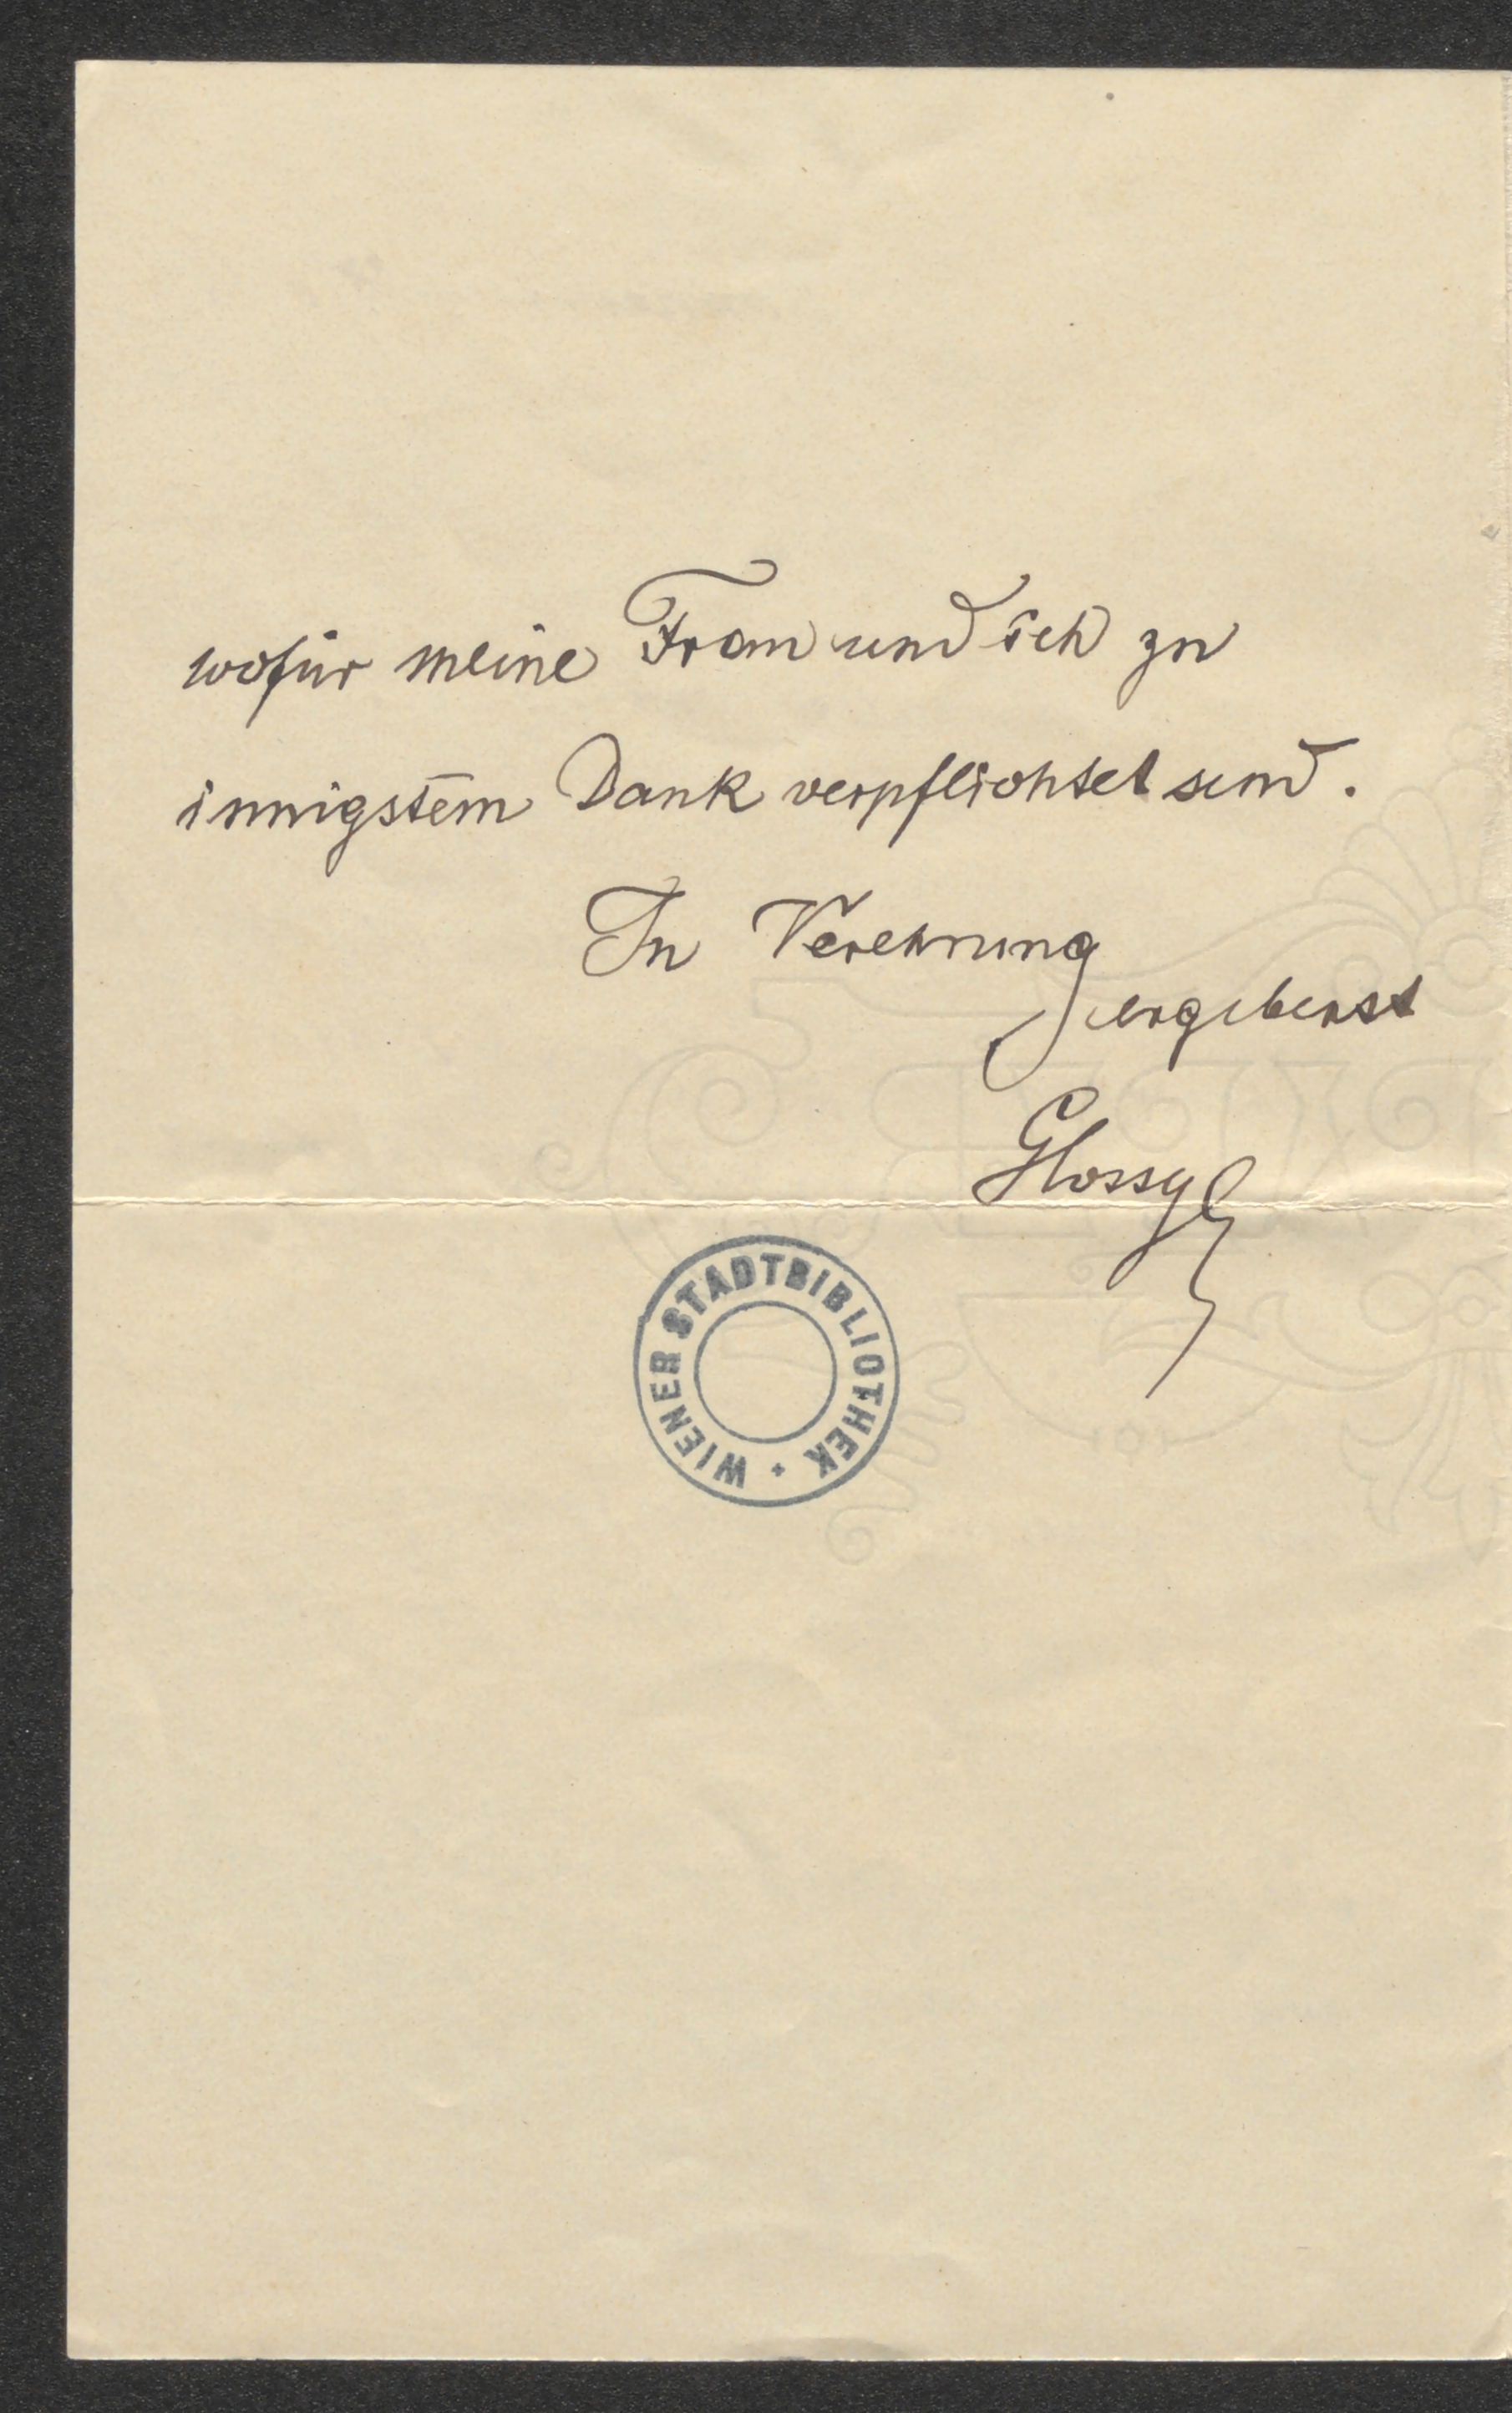 wofür meine Frau und ich zu
innigstem Dank verpflichtet sind.
In Verehrung
ergebenst
Glossy
WIENER STADTBIBLIOTHEK